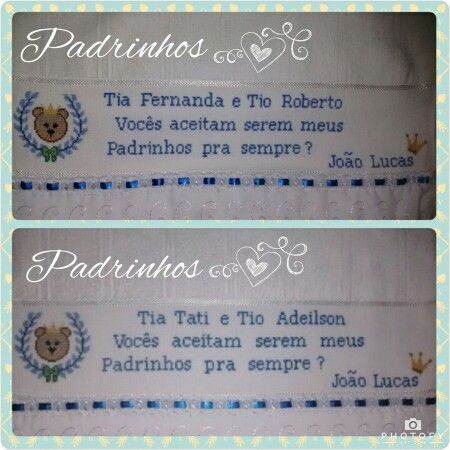 Padrinhos
Tia Fernanda e Tio Roberto
Vocês aceitam serem meus
Padrinhos pra sempre?
João Lucas
Padrinhos
Tia Tati e Tio Adeilson
Vocês aceitam serem meus
Padrinhos pra sempre?
João Lucas
PHOTOFY